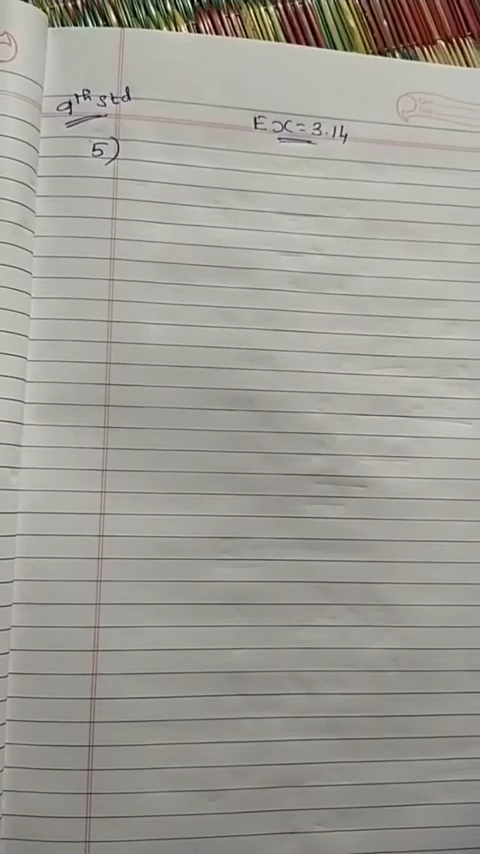 9th std
Ex = 3.14
5)